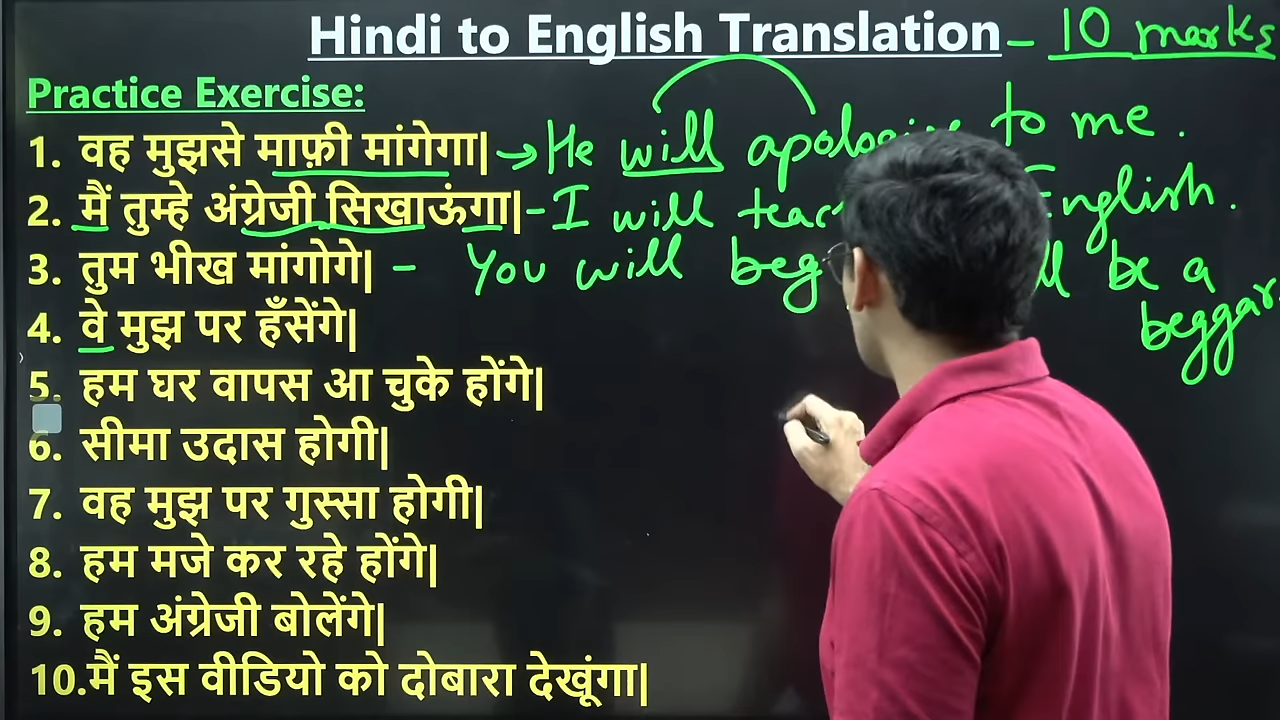 Hindi to English Translation – 10 marks
Practice Exercise:
1. वह मुझसे माफ़ी मांगेगा| → He will apologise to me.
2. मैं तुम्हे अंग्रेजी सिखाऊंगा| - I will English.
3. तुम भीख मांगोगे| - You will beg be a
beggar
4. वे मुझ पर हँसेंगे|
5. हम घर वापस आ चुके होंगे|
6. सीमा उदास होगी|
7. वह मुझ पर गुस्सा होगी|
8. हम मजे कर रहे होंगे|
9. हम अंग्रेजी बोलेंगे|
10.मैं इस वीडियो को दोबारा देखूंगा|